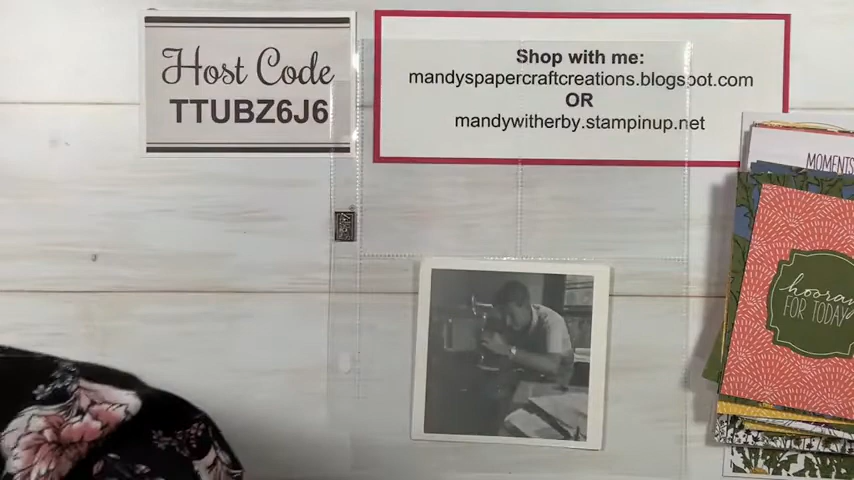 Host Code
TTUBZ6J6
Shop with me:
mandyspapercraftcreations.blogspot.com
OR
mandywitherby.stampinup.net
MOMENTS
hooray
FOR TODAY